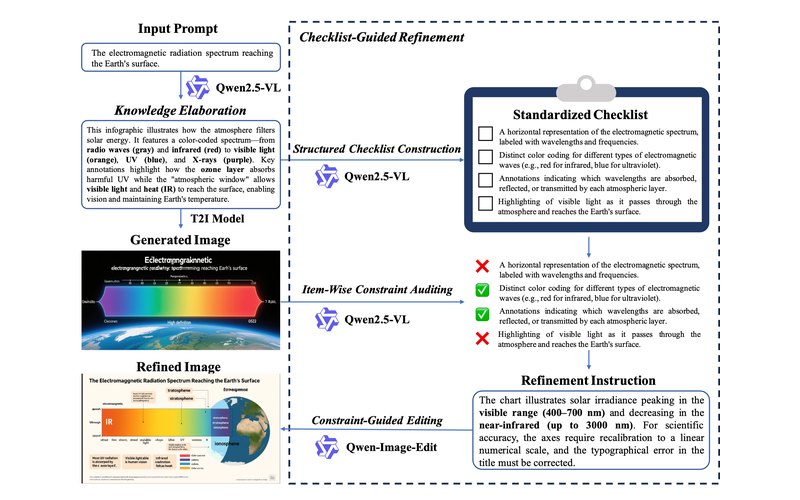 Input Prompt
The electromagnetic radiation spectrum reaching
the Earth's surface.
Qwen2.5-VL
Knowledge Elaboration
This infographic illustrates how the atmosphere filters
solar energy. It features a color-coded spectrum—from
radio waves (gray) and infrared (red) to visible light
(orange), UV (blue), and X-rays (purple). Key
annotations highlight how the ozone layer absorbs
harmful UV while the "atmospheric window" allows
visible light and heat (IR) to reach the surface, enabling
vision and maintaining Earth's temperature.
T2I Model
Generated Image
reaching Earth's surface
High definition
Refined Image
The Electromaggnetic Radiation Spectrum Reaching the Earth's Surface
IR
ionosphere
Checklist-Guided Refinement
Structured Checklist Construction
Qwen2.5-VL
Standardized Checklist
A horizontal representation of the electromagnetic spectrum,
labeled with wavelengths and frequencies.
Distinct color coding for different types of electromagnetic
waves (e.g., red for infrared, blue for ultraviolet).
Annotations indicating which wavelengths are absorbed,
reflected, or transmitted by each atmospheric layer.
Highlighting of visible light as it passes through the
atmosphere and reaches the Earth's surface.
Item-Wise Constraint Auditing
Qwen2.5-VL
A horizontal representation of the electromagnetic spectrum,
labeled with wavelengths and frequencies.
Distinct color coding for different types of electromagnetic
waves (e.g., red for infrared, blue for ultraviolet).
Annotations indicating which wavelengths are absorbed,
reflected, or transmitted by each atmospheric layer.
Highlighting of visible light as it passes through the
atmosphere and reaches the Earth's surface.
Refinement Instruction
The chart illustrates solar irradiance peaking in the
visible range (400–700 nm) and decreasing in the
near-infrared (up to 3000 nm). For scientific
accuracy, the axes require recalibration to a linear
numerical scale, and the typographical error in the
title must be corrected.
Constraint-Guided Editing
Qwen-Image-Edit